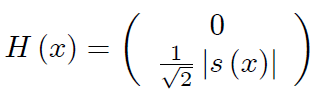 H (x) = ( 0
1/√2 |s (x)| )